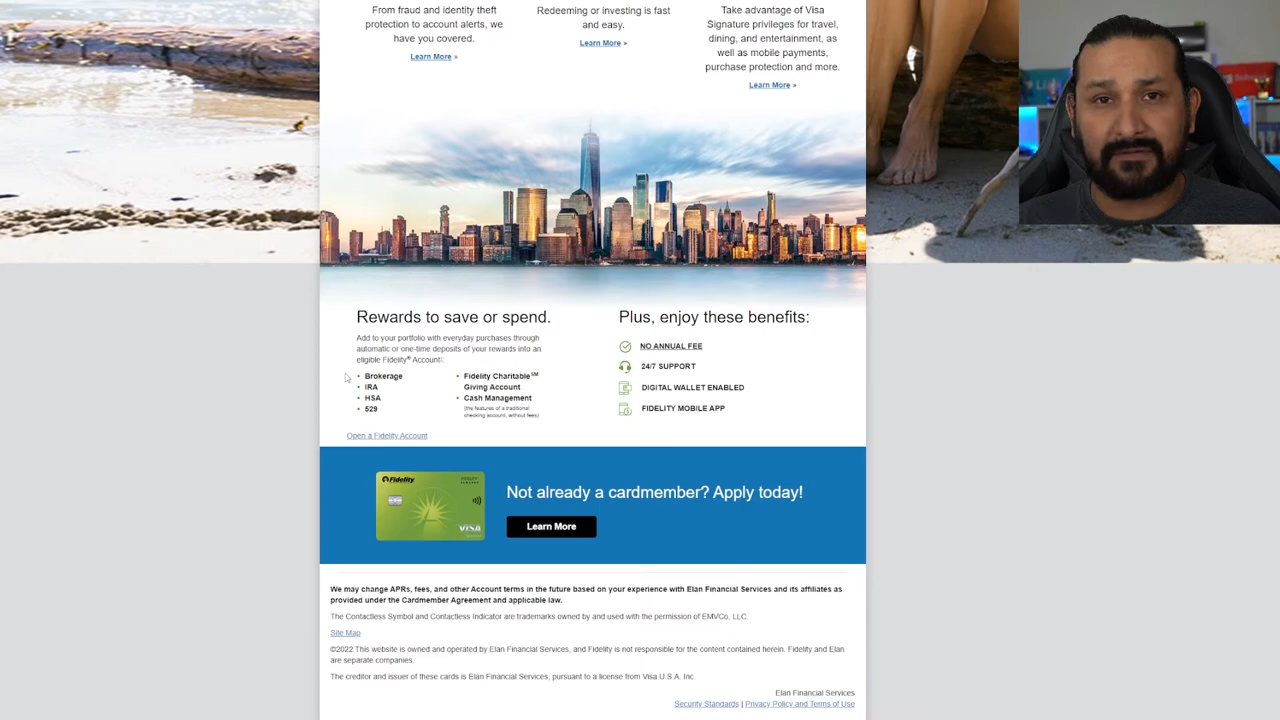 From fraud and identity theft
protection to account alerts, we
have you covered.
Learn More »
Redeeming or investing is fast
and easy.
Learn More »
Take advantage of Visa
Signature privileges for travel,
dining, and entertainment, as
well as mobile payments,
purchase protection and more.
Learn More »
Rewards to save or spend.
Add to your portfolio with everyday purchases through
automatic or one-time deposits of your rewards into an
eligible Fidelity® Account:
• Brokerage
• IRA
• HSA
• 529
• Fidelity Charitable℠
Giving Account
• Cash Management
(the features of a traditional
checking account, without fees)
Open a Fidelity Account
Plus, enjoy these benefits:
NO ANNUAL FEE
24/7 SUPPORT
DIGITAL WALLET ENABLED
FIDELITY MOBILE APP
Fidelity
VISA
Not already a cardmember? Apply today!
Learn More
We may change APRs, fees, and other Account terms in the future based on your experience with Elan Financial Services and its affiliates as
provided under the Cardmember Agreement and applicable law.
The Contactless Symbol and Contactless Indicator are trademarks owned by and used with the permission of EMVCo, LLC.
Site Map
©2022 This website is owned and operated by Elan Financial Services, and Fidelity is not responsible for the content contained herein. Fidelity and Elan
are separate companies.
The creditor and issuer of these cards is Elan Financial Services, pursuant to a license from Visa U.S.A. Inc.
Elan Financial Services
Security Standards | Privacy Policy and Terms of Use